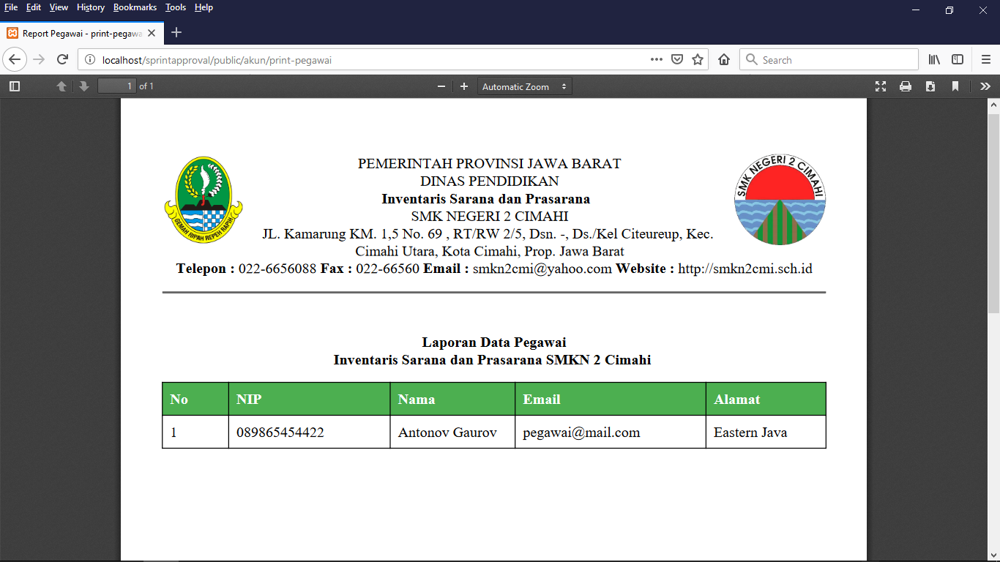 File Edit View History Bookmarks Tools Help
Report Pegawai - print-pegawa
localhost/sprintapproval/public/akun/print-pegawai
Search
1 of 1
Automatic Zoom
PEMERINTAH PROVINSI JAWA BARAT
DINAS PENDIDIKAN
Inventaris Sarana dan Prasarana
SMK NEGERI 2 CIMAHI
JL. Kamarung KM. 1,5 No. 69 , RT/RW 2/5, Dsn. -, Ds./Kel Citeureup, Kec.
Cimahi Utara, Kota Cimahi, Prop. Jawa Barat
Telepon : 022-6656088 Fax : 022-66560 Email : smkn2cmi@yahoo.com Website : http://smkn2cmi.sch.id
GEMAH RIPAH REPEH RAPIH
SMK NEGERI 2 CIMAHI
Laporan Data Pegawai
Inventaris Sarana dan Prasarana SMKN 2 Cimahi
No NIP Nama Email Alamat
1 089865454422 Antonov Gaurov pegawai@mail.com Eastern Java